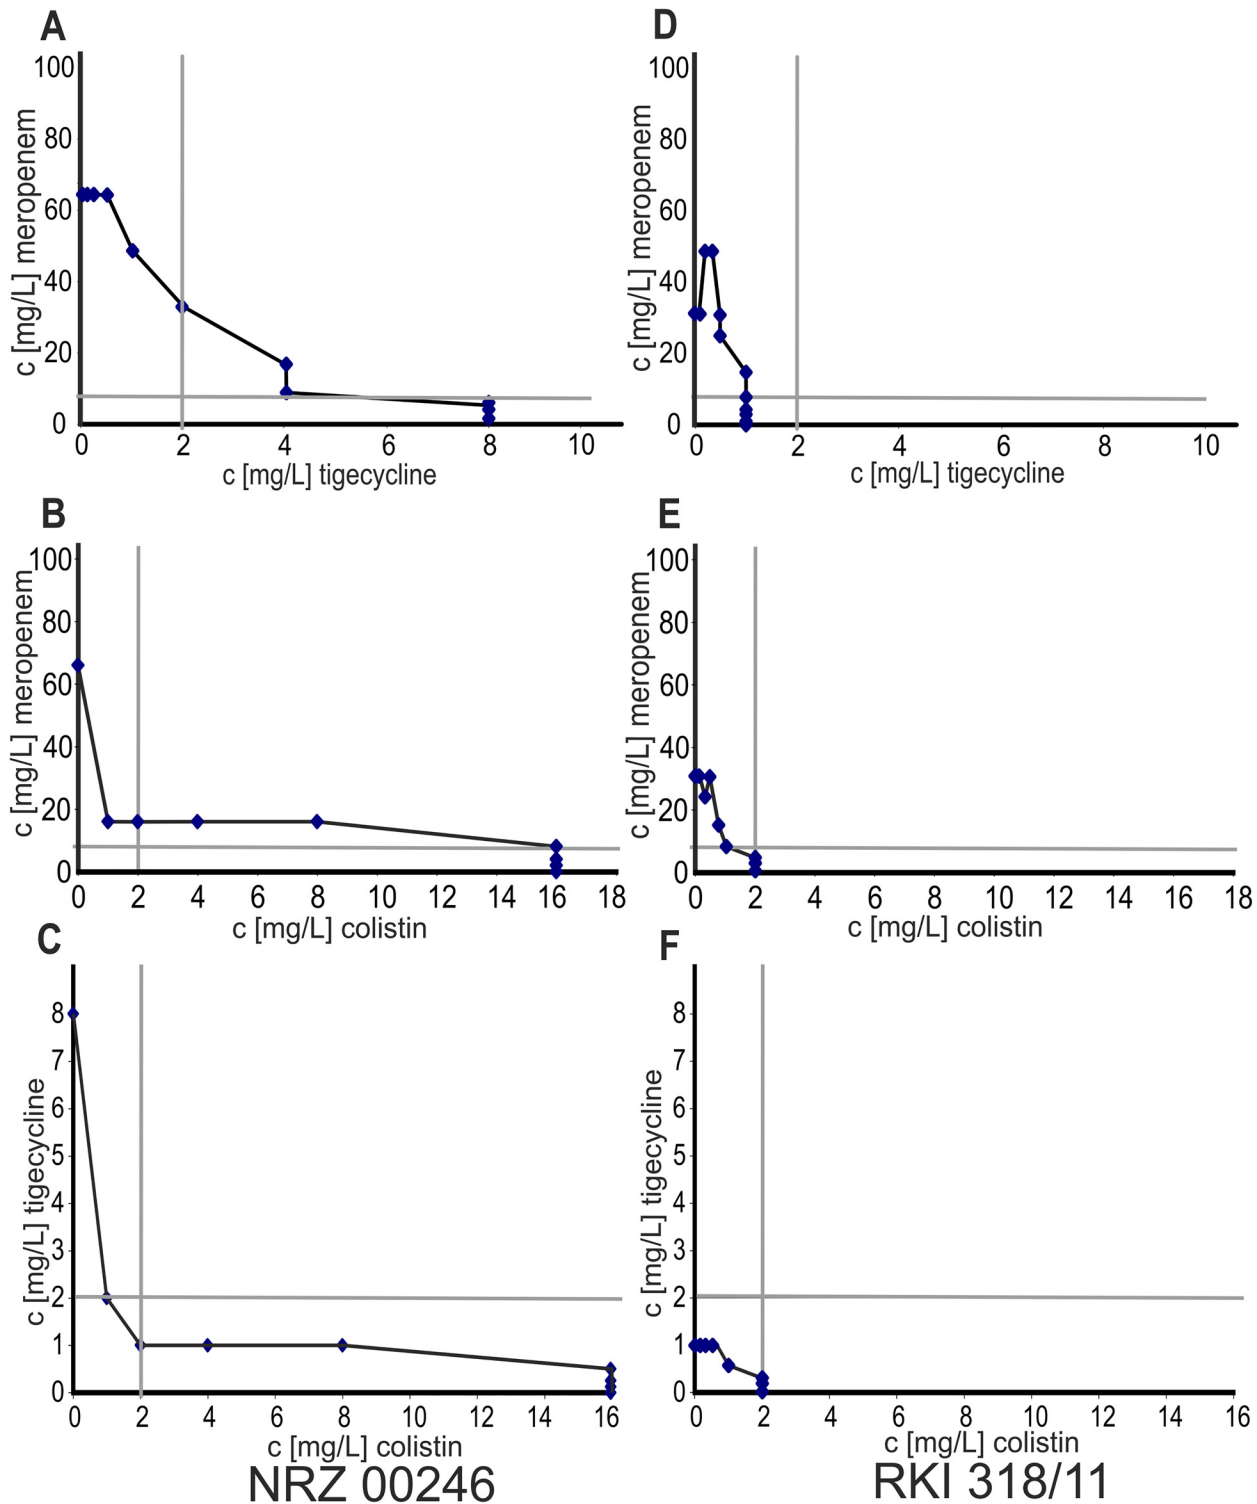 A
100
80
60
40
20
0
0 2 4 6 8 10
c [mg/L] meropenem
c [mg/L] tigecycline
D
100
80
60
40
20
0
0 2 4 6 8 10
c [mg/L] meropenem
c [mg/L] tigecycline
B
100
80
60
40
20
0
0 2 4 6 8 10 12 14 16 18
c [mg/L] meropenem
c [mg/L] colistin
E
100
80
60
40
20
0
0 2 4 6 8 10 12 14 16 18
c [mg/L] meropenem
c [mg/L] colistin
C
8
7
6
5
4
3
2
1
0
0 2 4 6 8 10 12 14 16
c [mg/L] tigecycline
c [mg/L] colistin
NRZ 00246
F
8
7
6
5
4
3
2
1
0
0 2 4 6 8 10 12 14 16
c [mg/L] tigecycline
c [mg/L] colistin
RKI 318/11